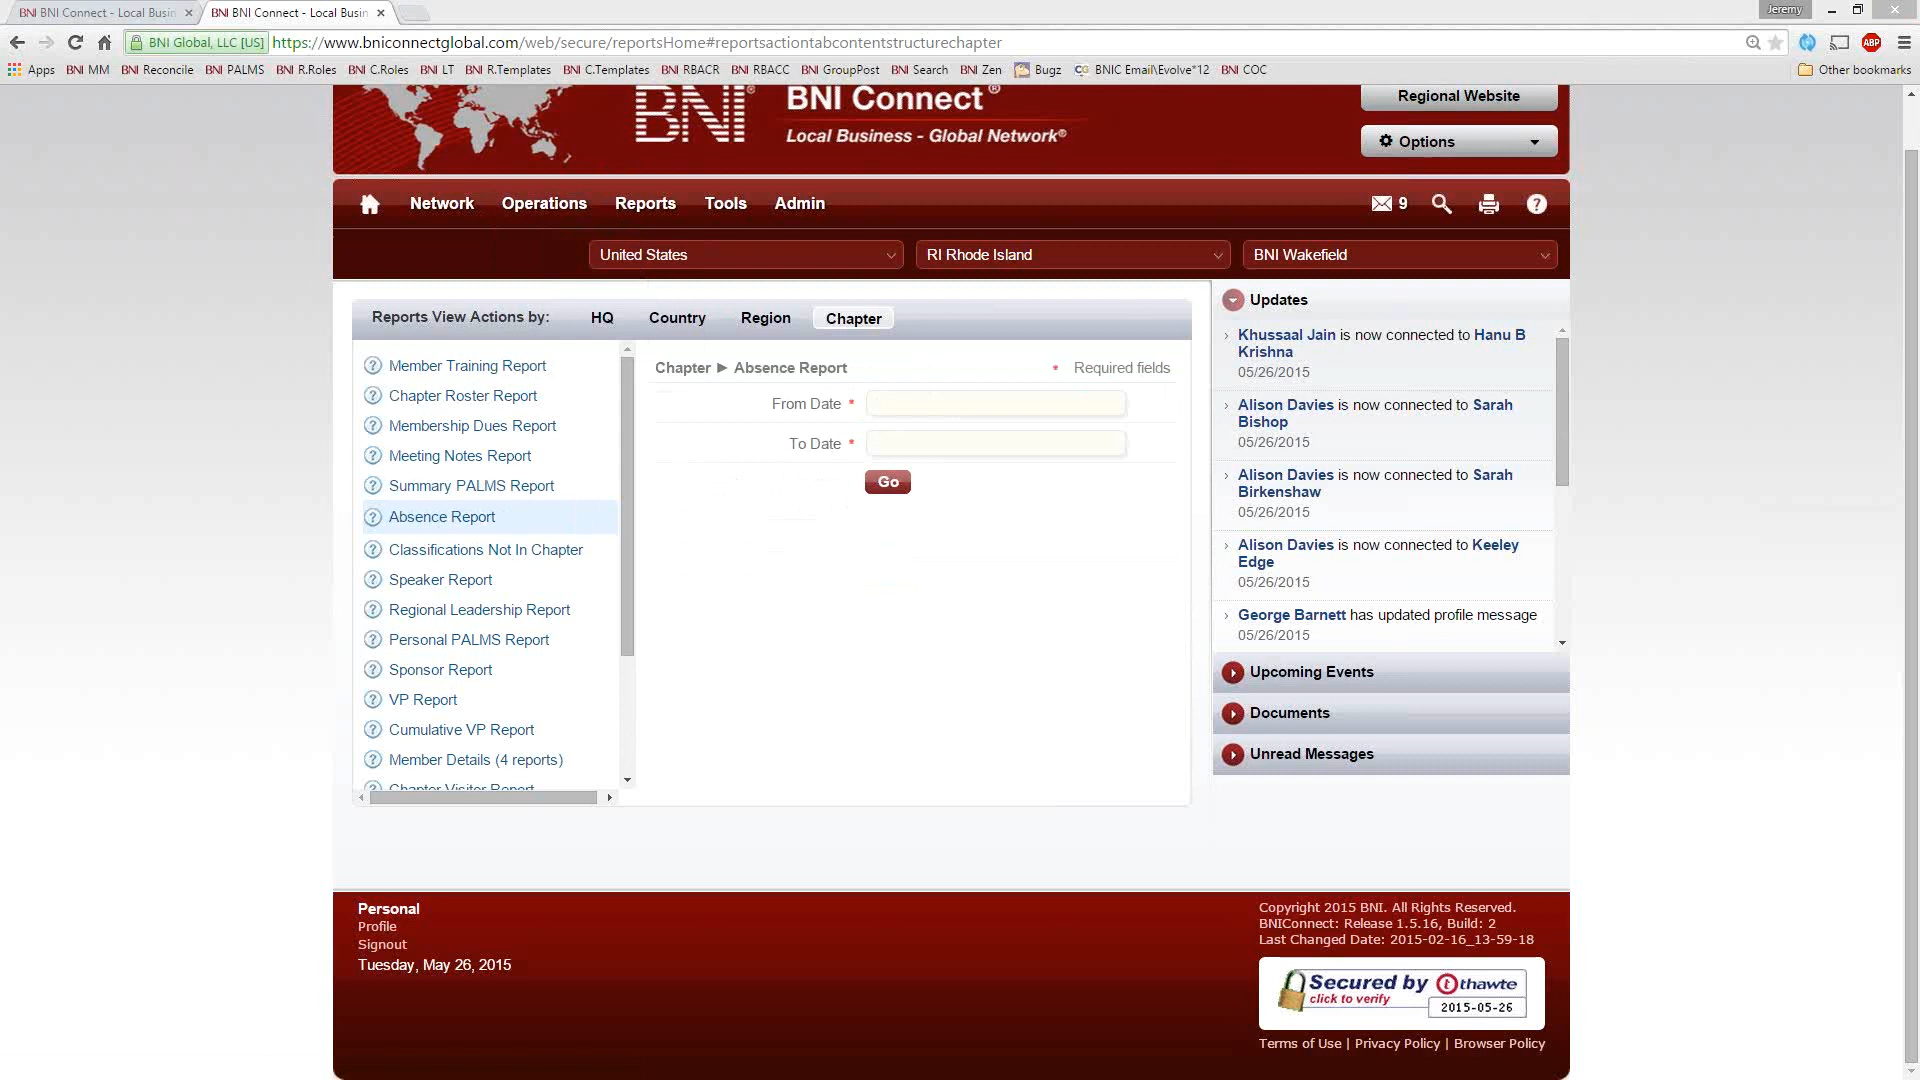 BNI BNI Connect - Local Busin
BNI BNI Connect - Local Busin
Jeremy
BNI Global, LLC [US] https://www.bniconnectglobal.com/web/secure/reportsHome#reportsactiontabcontentstructurechapter
ABP
Apps BNI MM BNI Reconcile BNI PALMS BNI R.Roles BNI C.Roles BNI LT BNI R.Templates BNI C.Templates BNI RBACR BNI RBACC BNI GroupPost BNI Search BNI Zen Bugz BNIC Email\Evolve*12 BNI COC Other bookmarks
BNI® BNI Connect®
Local Business - Global Network®
Regional Website
Options
Network Operations Reports Tools Admin 9
United States RI Rhode Island BNI Wakefield
Reports View Actions by: HQ Country Region Chapter
Member Training Report
Chapter Roster Report
Membership Dues Report
Meeting Notes Report
Summary PALMS Report
Absence Report
Classifications Not In Chapter
Speaker Report
Regional Leadership Report
Personal PALMS Report
Sponsor Report
VP Report
Cumulative VP Report
Member Details (4 reports)
Chapter Visitor Report
Chapter ► Absence Report * Required fields
From Date *
To Date *
Go
Updates
Khussaal Jain is now connected to Hanu B
Krishna
05/26/2015
Alison Davies is now connected to Sarah
Bishop
05/26/2015
Alison Davies is now connected to Sarah
Birkenshaw
05/26/2015
Alison Davies is now connected to Keeley
Edge
05/26/2015
George Barnett has updated profile message
05/26/2015
Upcoming Events
Documents
Unread Messages
Personal
Profile
Signout
Tuesday, May 26, 2015
Copyright 2015 BNI. All Rights Reserved.
BNIConnect: Release 1.5.16, Build: 2
Last Changed Date: 2015-02-16_13-59-18
Secured by thawte
click to verify
2015-05-26
Terms of Use | Privacy Policy | Browser Policy